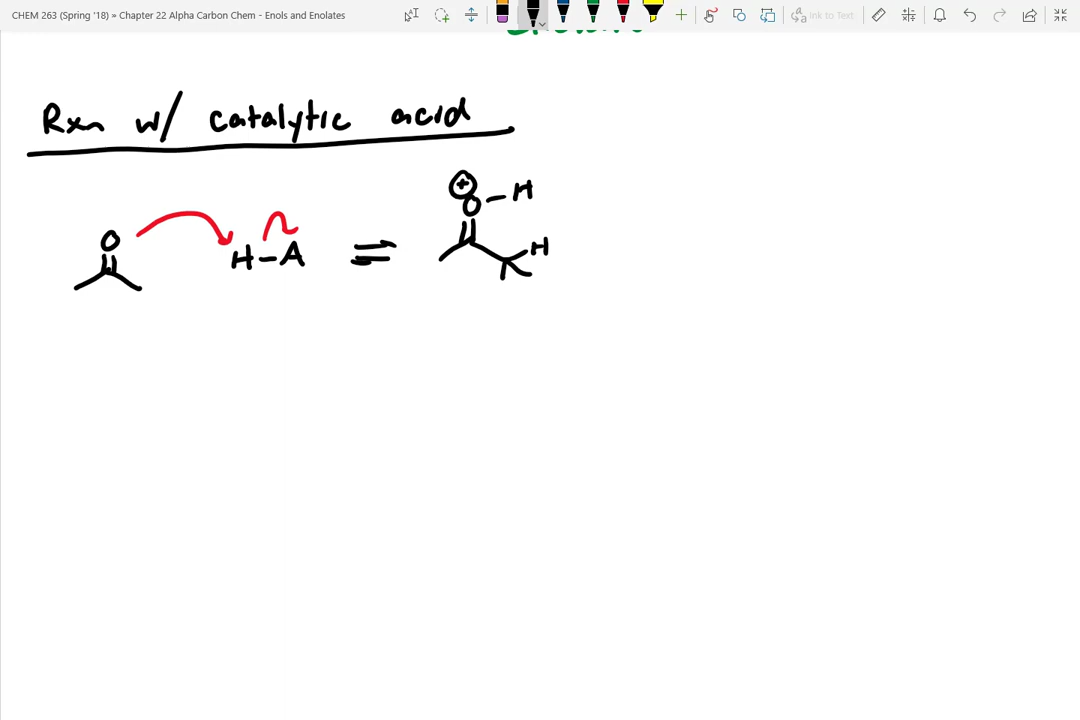 CHEM 263 (Spring '18) » Chapter 22 Alpha Carbon Chem - Enols and Enolates
Ink to Text
Rxn w/ catalytic acid
+
O-H
O
H-A
H